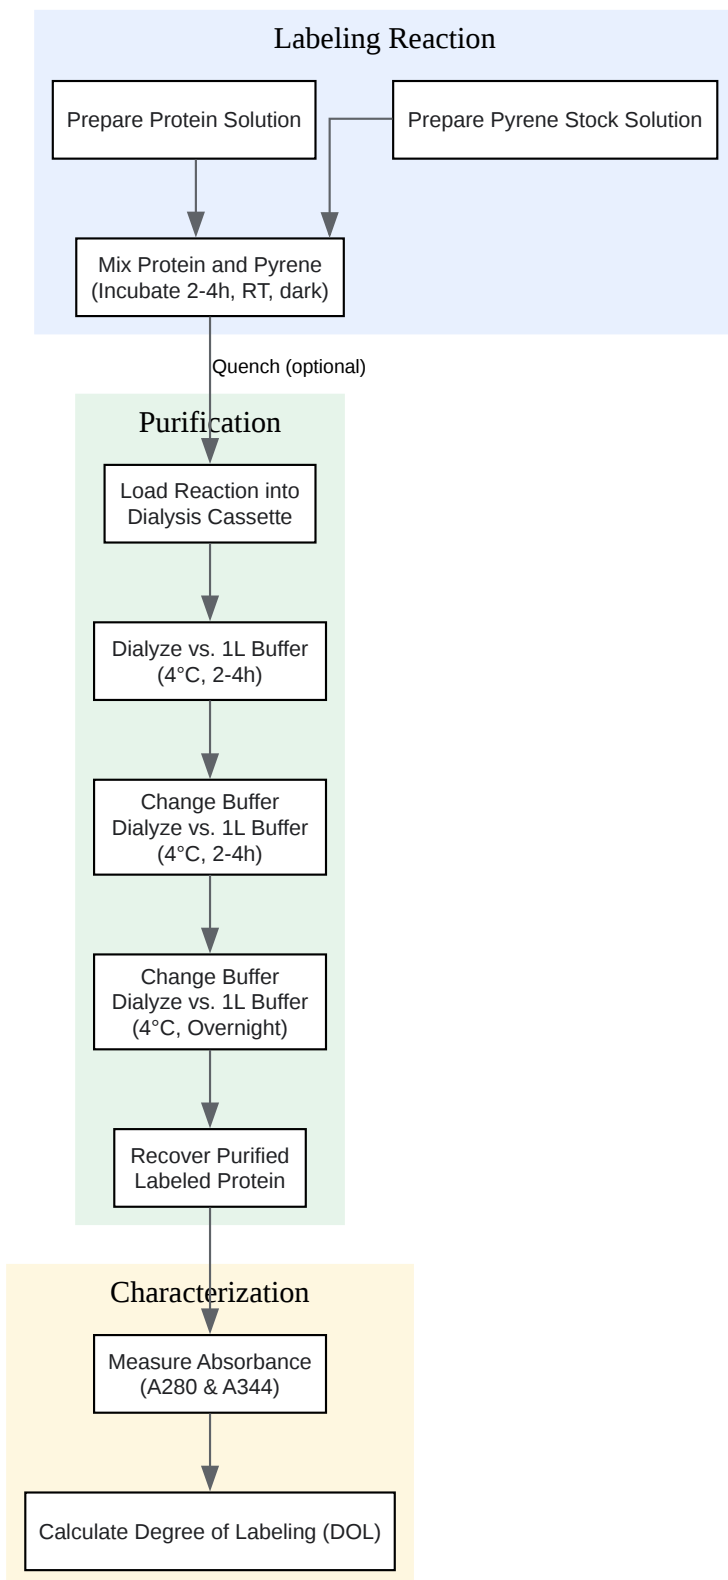 Labeling Reaction
Prepare Protein Solution
Prepare Pyrene Stock Solution
Mix Protein and Pyrene
(Incubate 2-4h, RT, dark)
Quench (optional)
Purification
Load Reaction into
Dialysis Cassette
Dialyze vs. 1L Buffer
(4°C, 2-4h)
Change Buffer
Dialyze vs. 1L Buffer
(4°C, 2-4h)
Change Buffer
Dialyze vs. 1L Buffer
(4°C, Overnight)
Recover Purified
Labeled Protein
Characterization
Measure Absorbance
(A280 & A344)
Calculate Degree of Labeling (DOL)